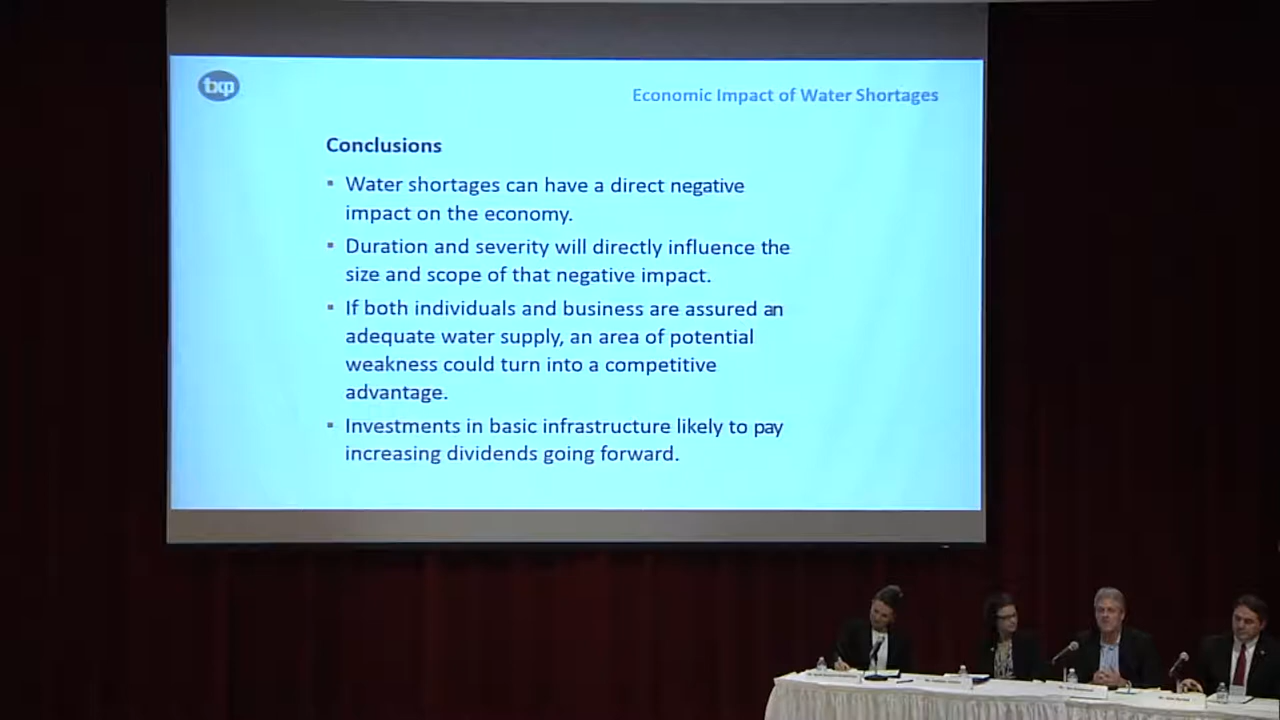 txp
Economic Impact of Water Shortages
Conclusions
▪ Water shortages can have a direct negative
impact on the economy.
▪ Duration and severity will directly influence the
size and scope of that negative impact.
▪ If both individuals and business are assured an
adequate water supply, an area of potential
weakness could turn into a competitive
advantage.
▪ Investments in basic infrastructure likely to pay
increasing dividends going forward.